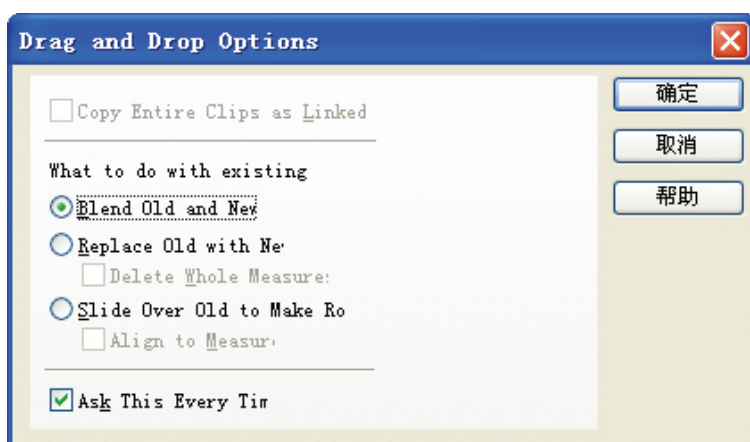 Drag and Drop Options
Copy Entire Clips as Linked
What to do with existing
Blend Old and New
Replace Old with Ne
Delete Whole Measure
Slide Over Old to Make Ro
Align to Measur
Ask This Every Tim
确定
取消
帮助